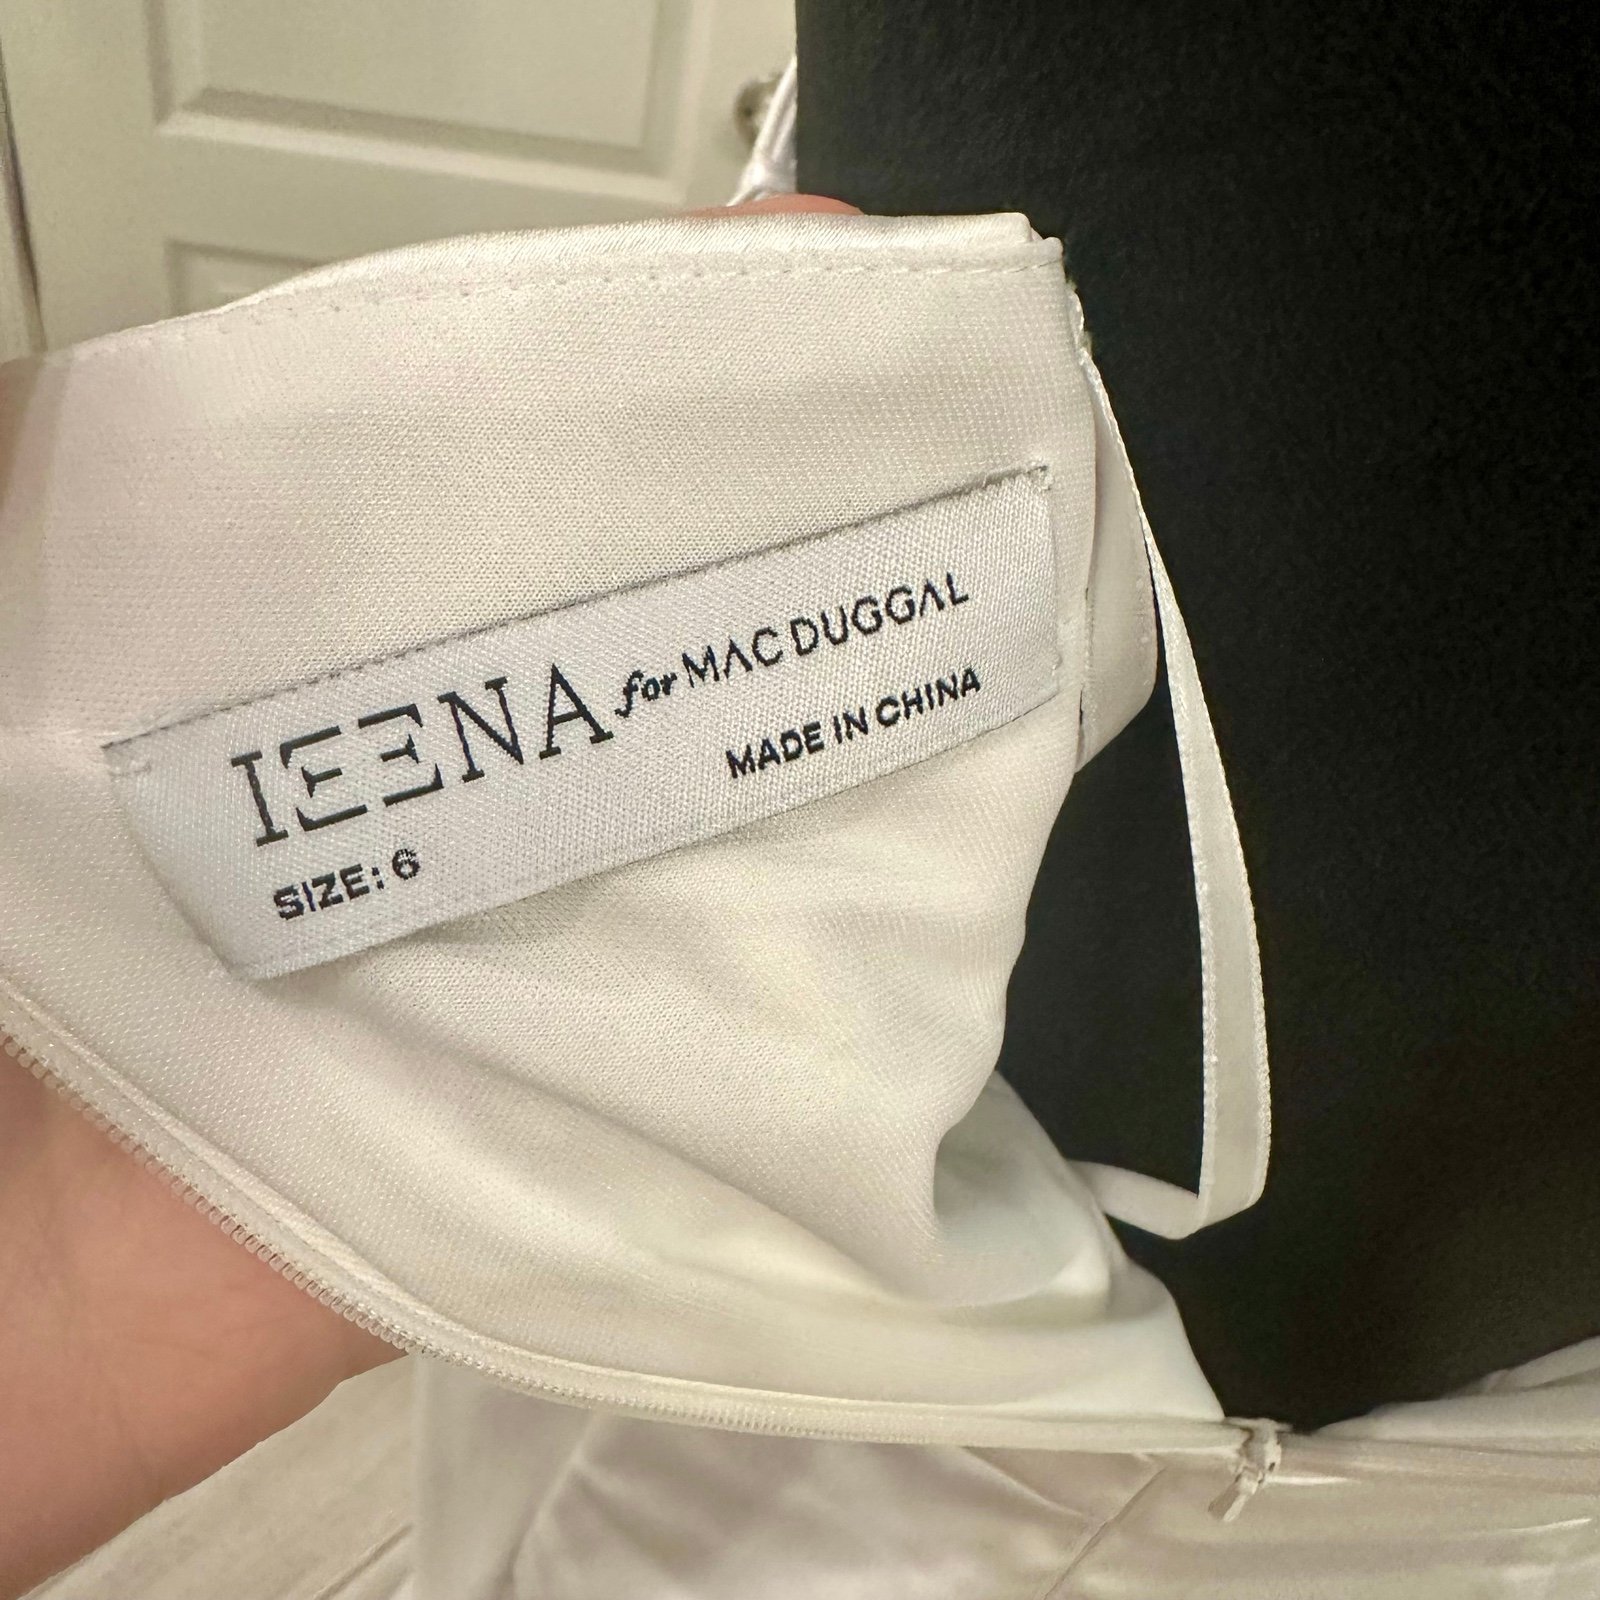 IEENA for MAC DUGGAL
MADE IN CHINA
SIZE: 6